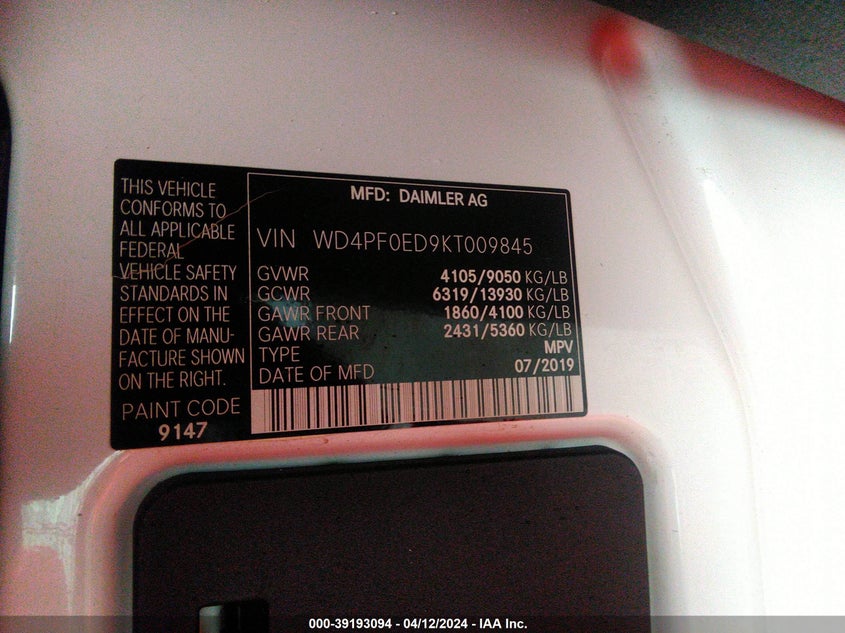 THIS VEHICLE
CONFORMS TO
ALL APPLICABLE
FEDERAL
VEHICLE SAFETY
STANDARDS IN
EFFECT ON THE
DATE OF MANU-
FACTURE SHOWN
ON THE RIGHT.
PAINT CODE
9147
MFD: DAIMLER AG
VIN WD4PF0ED9KT009845
GVWR 4105/9050 KG/LB
GCWR 6319/13930 KG/LB
GAWR FRONT 1860/4100 KG/LB
GAWR REAR 2431/5360 KG/LB
TYPE MPV
DATE OF MFD 07/2019
000-39193094 - 04/12/2024 - IAA Inc.